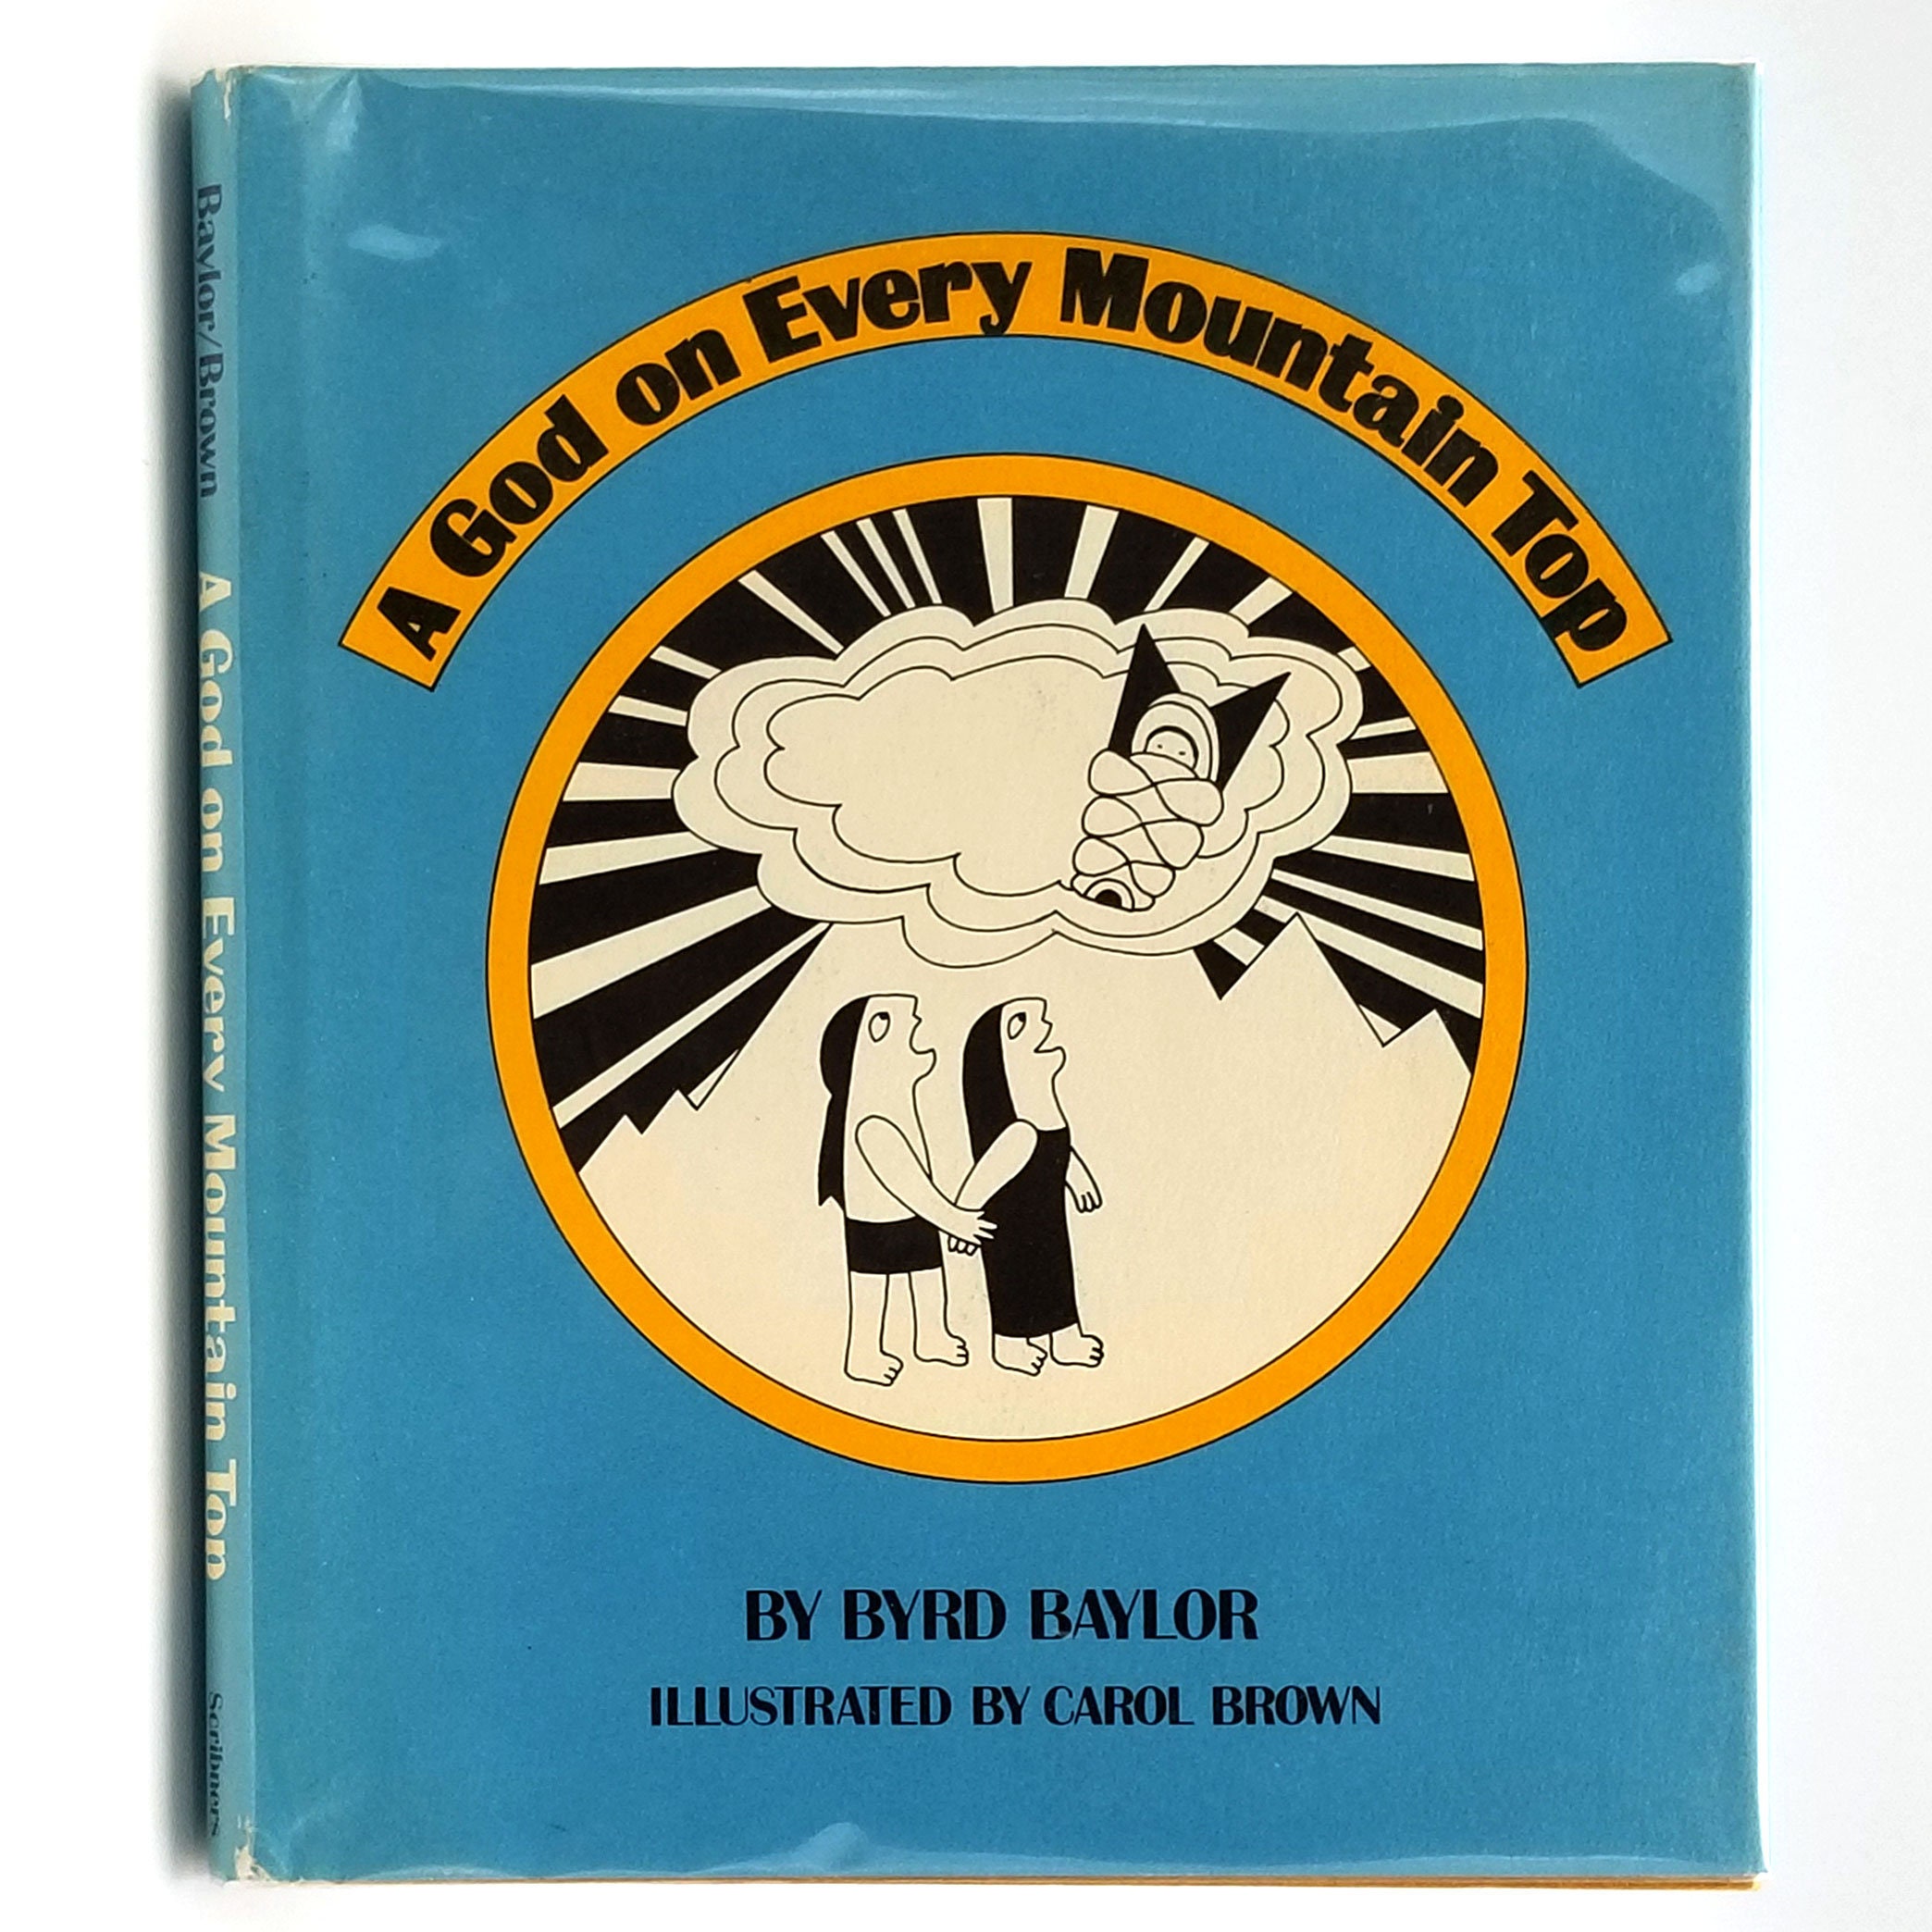 A God on Every Mountain Top
BY BYRD BAYLOR
ILLUSTRATED BY CAROL BROWN
Baylor/Brown A God on Every Mountain Top Scribners